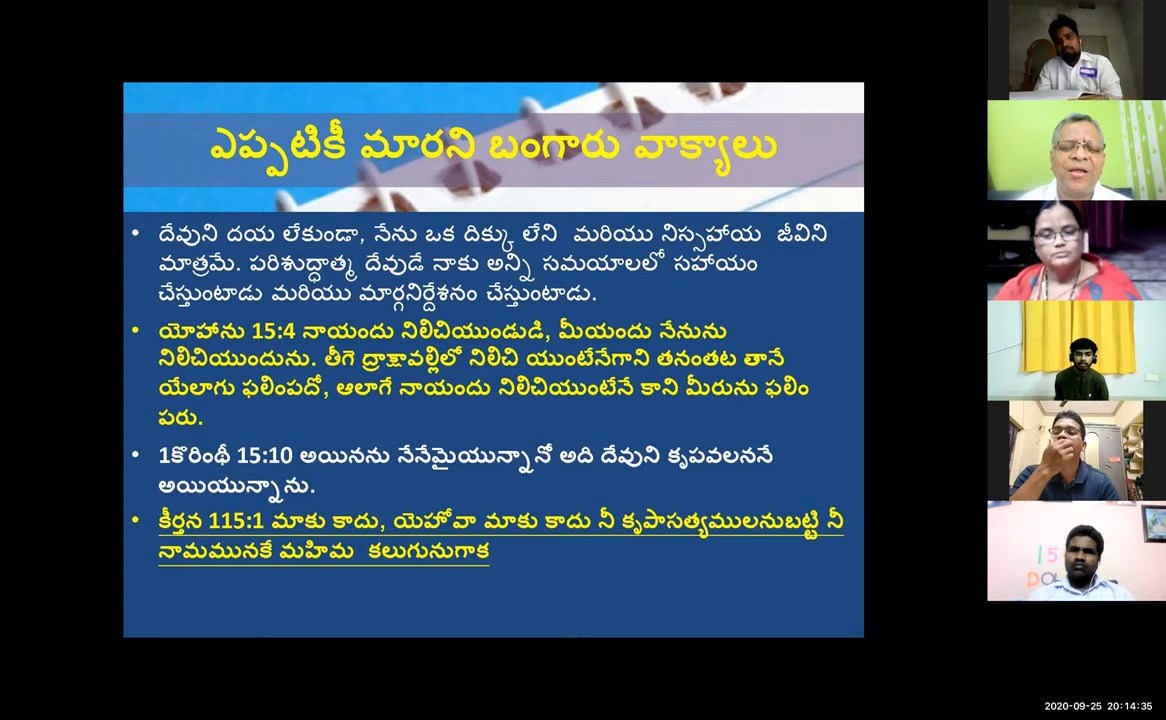 ఎప్పటికీ మారని బంగారు వాక్యాలు
• దేవుని దయ లేకుండా, నేను ఒక దిక్కు లేని మరియు నిస్సహాయ జీవిని
మాత్రమే. పరిశుద్ధాత్మ దేవుడే నాకు అన్ని సమయాలలో సహాయం
చేస్తుంటాడు మరియు మార్గనిర్దేశనం చేస్తుంటాడు.
• యోహాను 15:4 నాయందు నిలిచియుండుడి, మీయందు నేనును
నిలిచియుందును. తీగె ద్రాక్షావల్లిలో నిలిచి యుంటేనేగాని తనంతట తానే
యేలాగు ఫలింపదో, ఆలాగే నాయందు నిలిచియుంటేనే కాని మీరును ఫలిం
పరు.
• 1కొరింథీ 15:10 అయినను నేనేమైయున్నానో అది దేవుని కృపవలననే
అయియున్నాను.
• కీర్తన 115:1 మాకు కాదు, యెహోవా మాకు కాదు నీ కృపాసత్యములనుబట్టి నీ
నామమునకే మహిమ కలుగునుగాక
15
2020-09-25 20:14:35